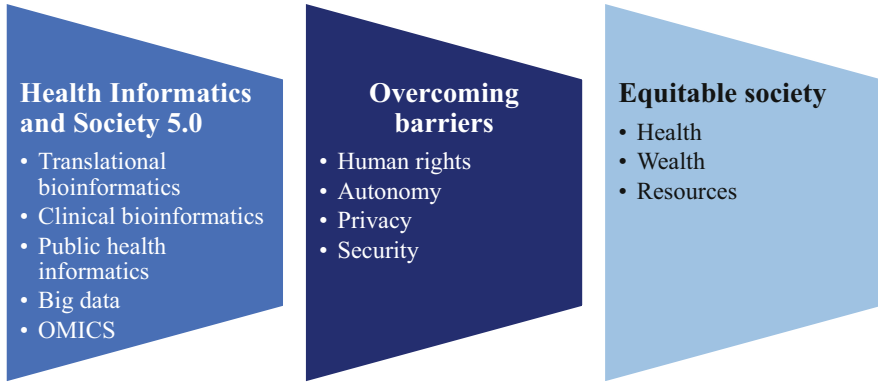 Health Informatics
and Society 5.0
• Translational
bioinformatics
• Clinical bioinformatics
• Public health
informatics
• Big data
• OMICS
Overcoming
barriers
• Human rights
• Autonomy
• Privacy
• Security
Equitable society
• Health
• Wealth
• Resources